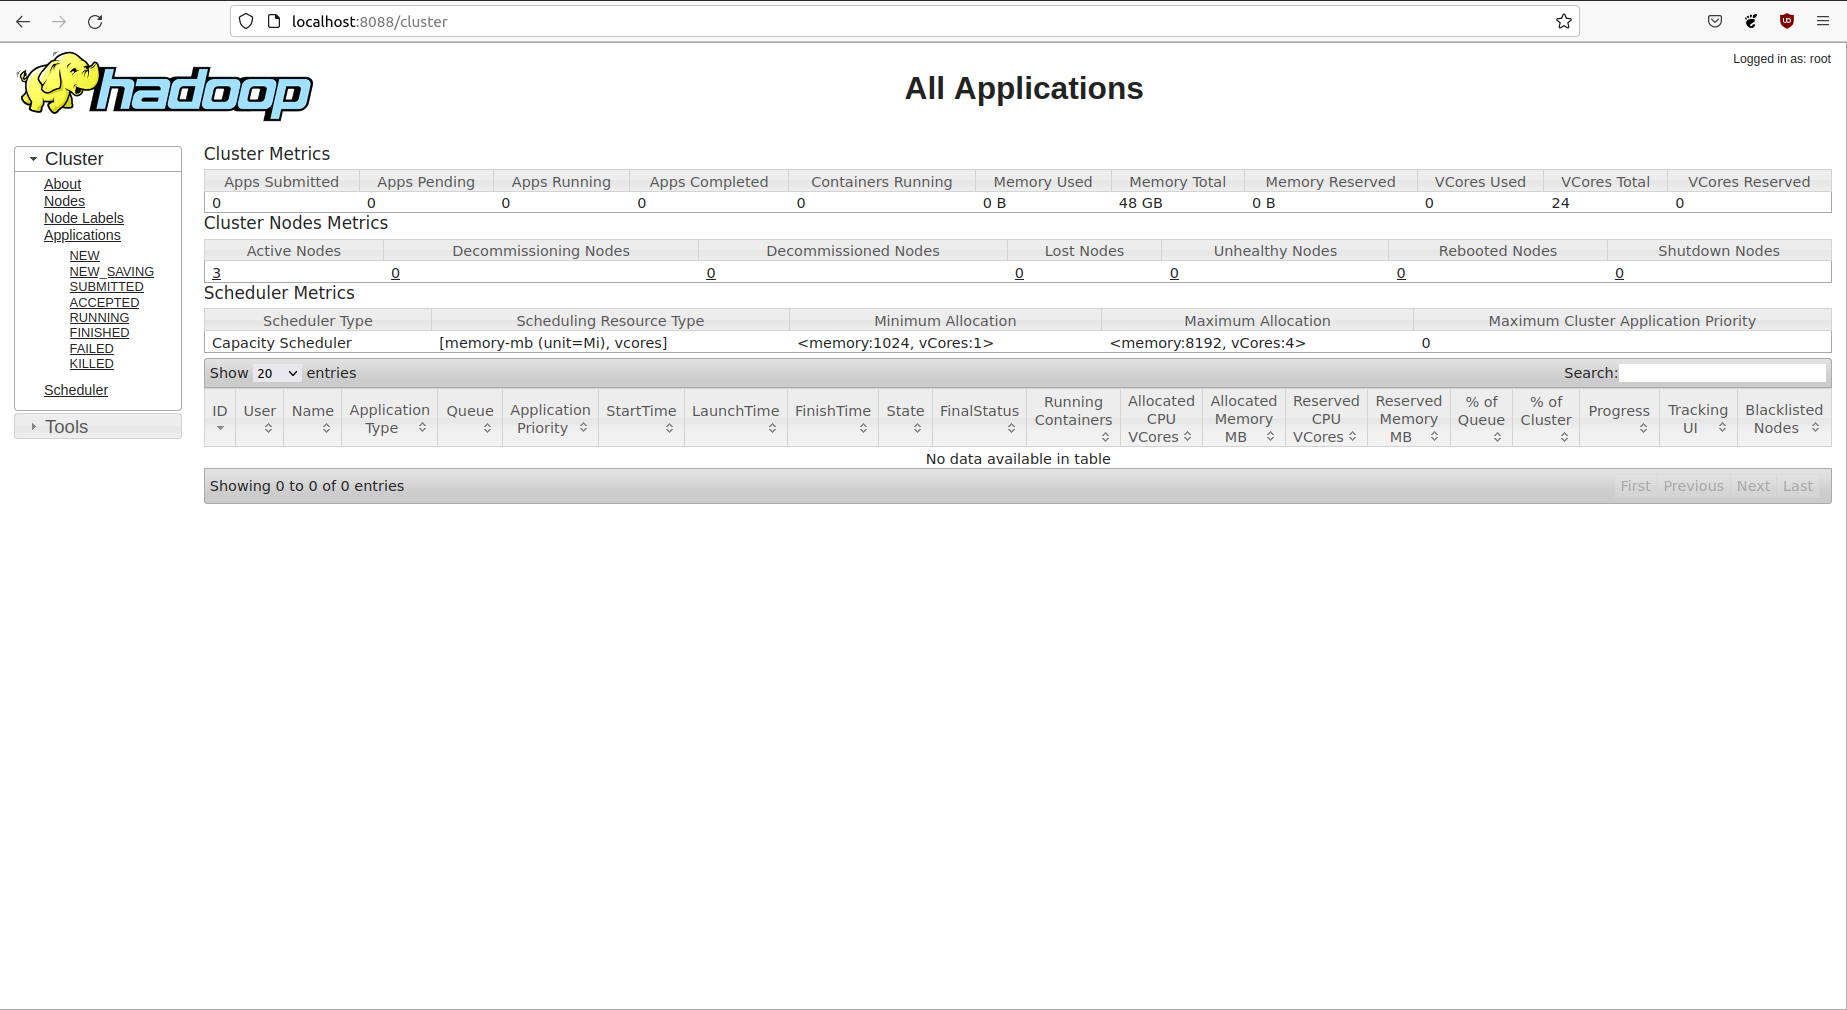 localhost:8088/cluster
hadoop
All Applications
Logged in as: root
Cluster
About
Nodes
Node Labels
Applications
NEW
NEW_SAVING
SUBMITTED
ACCEPTED
RUNNING
FINISHED
FAILED
KILLED
Scheduler
Tools
Cluster Metrics
Apps Submitted Apps Pending Apps Running Apps Completed Containers Running Memory Used Memory Total Memory Reserved VCores Used VCores Total VCores Reserved
0 0 0 0 0 0 B 48 GB 0 B 0 24 0
Cluster Nodes Metrics
Active Nodes Decommissioning Nodes Decommissioned Nodes Lost Nodes Unhealthy Nodes Rebooted Nodes Shutdown Nodes
3 0 0 0 0 0 0
Scheduler Metrics
Scheduler Type Scheduling Resource Type Minimum Allocation Maximum Allocation Maximum Cluster Application Priority
Capacity Scheduler [memory-mb (unit=Mi), vcores] <memory:1024, vCores:1> <memory:8192, vCores:4> 0
Show 20 entries Search:
ID User Name Application Type Queue Application Priority StartTime LaunchTime FinishTime State FinalStatus Running Containers Allocated CPU VCores Allocated Memory MB Reserved CPU VCores Reserved Memory MB % of Queue % of Cluster Progress Tracking UI Blacklisted Nodes
No data available in table
Showing 0 to 0 of 0 entries First Previous Next Last